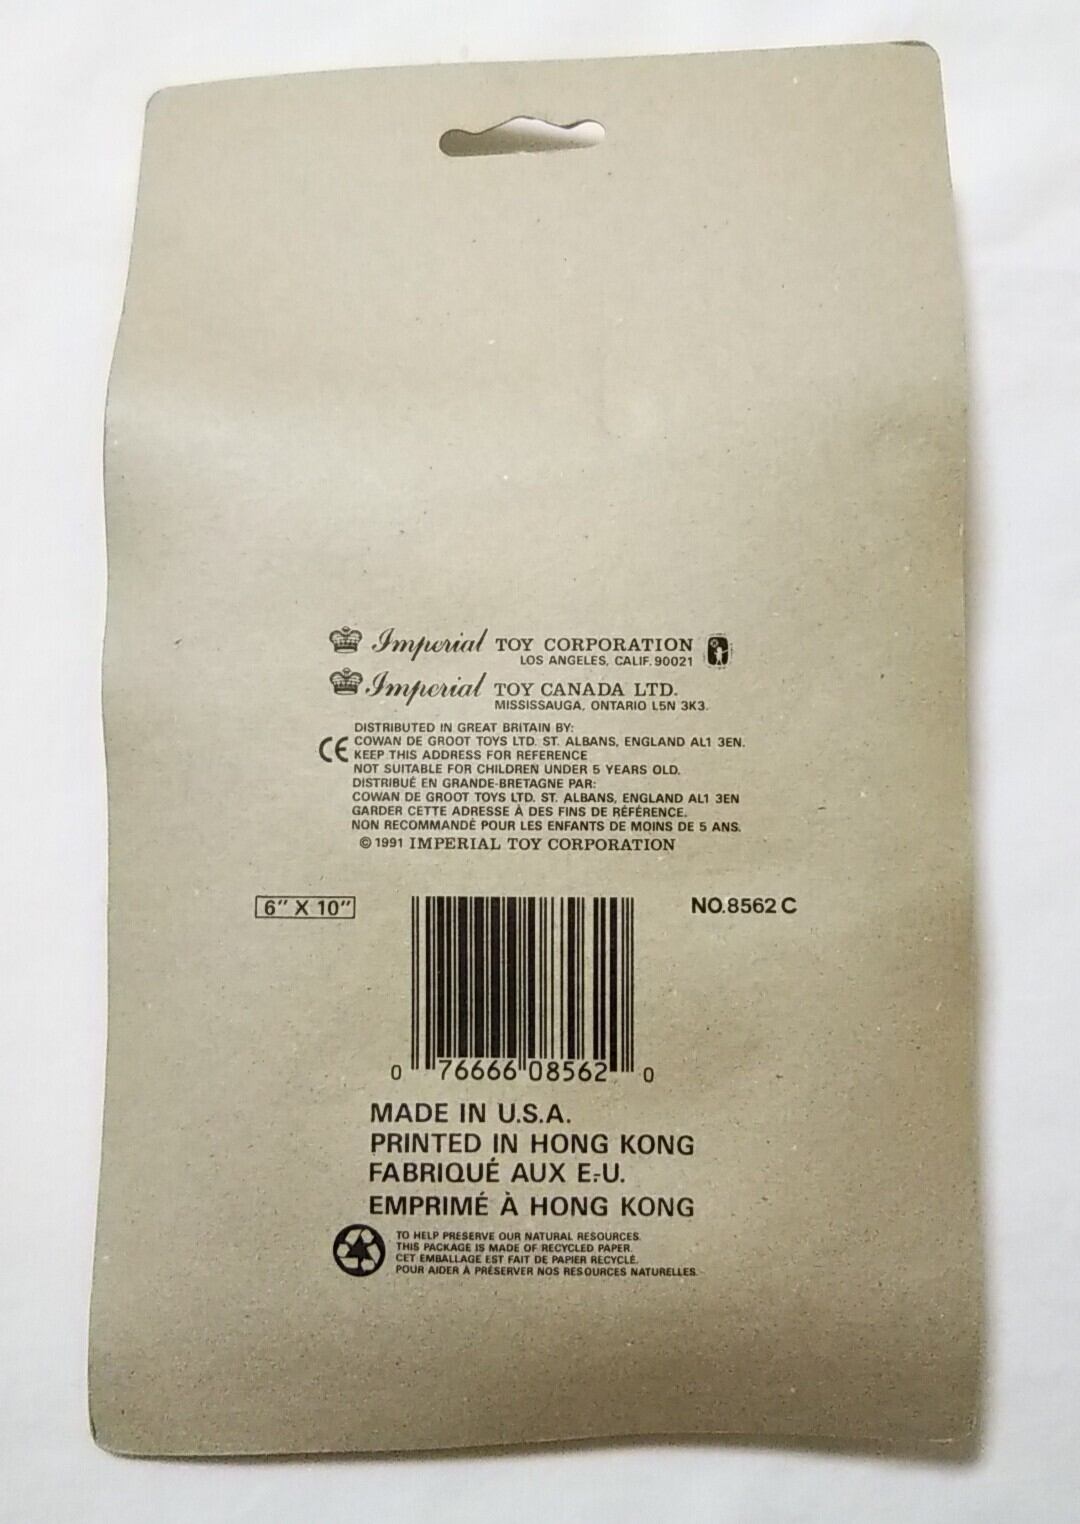 Imperial TOY CORPORATION
LOS ANGELES, CALIF. 90021
Imperial TOY CANADA LTD.
MISSISSAUGA, ONTARIO L5N 3K3.
DISTRIBUTED IN GREAT BRITAIN BY:
CE COWAN DE GROOT TOYS LTD. ST. ALBANS, ENGLAND AL1 3EN.
KEEP THIS ADDRESS FOR REFERENCE
NOT SUITABLE FOR CHILDREN UNDER 5 YEARS OLD.
DISTRIBUÉ EN GRANDE-BRETAGNE PAR:
COWAN DE GROOT TOYS LTD. ST. ALBANS, ENGLAND AL1 3EN
GARDER CETTE ADRESSE À DES FINS DE RÉFÉRENCE.
NON RECOMMANDÉ POUR LES ENFANTS DE MOINS DE 5 ANS.
© 1991 IMPERIAL TOY CORPORATION
6" X 10"
NO.8562 C
0 76666 08562 0
MADE IN U.S.A.
PRINTED IN HONG KONG
FABRIQUÉ AUX E.-U.
EMPRIMÉ À HONG KONG
TO HELP PRESERVE OUR NATURAL RESOURCES.
THIS PACKAGE IS MADE OF RECYCLED PAPER.
CET EMBALLAGE EST FAIT DE PAPIER RECYCLÉ.
POUR AIDER À PRÉSERVER NOS RESOURCES NATURELLES.